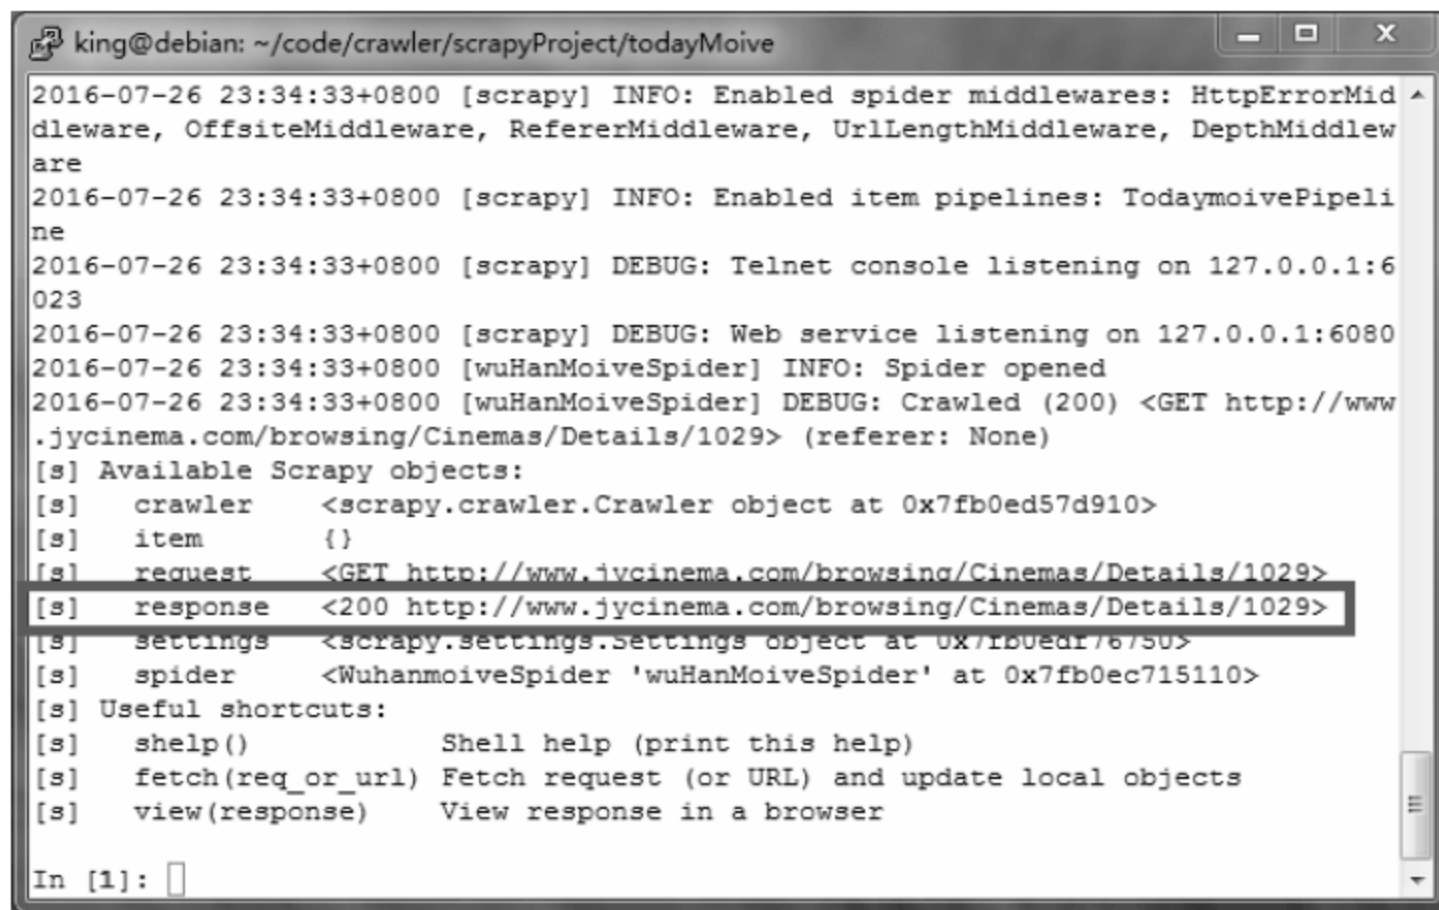 king@debian: ~/code/crawler/scrapyProject/todayMoive
2016-07-26 23:34:33+0800 [scrapy] INFO: Enabled spider middlewares: HttpErrorMid
dleware, OffsiteMiddleware, RefererMiddleware, UrlLengthMiddleware, DepthMiddlew
are
2016-07-26 23:34:33+0800 [scrapy] INFO: Enabled item pipelines: TodaymoivePipeli
ne
2016-07-26 23:34:33+0800 [scrapy] DEBUG: Telnet console listening on 127.0.0.1:6
023
2016-07-26 23:34:33+0800 [scrapy] DEBUG: Web service listening on 127.0.0.1:6080
2016-07-26 23:34:33+0800 [wuHanMoiveSpider] INFO: Spider opened
2016-07-26 23:34:33+0800 [wuHanMoiveSpider] DEBUG: Crawled (200) <GET http://www
.jycinema.com/browsing/Cinemas/Details/1029> (referer: None)
[s] Available Scrapy objects:
[s]   crawler    <scrapy.crawler.Crawler object at 0x7fb0ed57d910>
[s]   item       {}
[s]   request    <GET http://www.jycinema.com/browsing/Cinemas/Details/1029>
[s]   response   <200 http://www.jycinema.com/browsing/Cinemas/Details/1029>
[s]   settings   <scrapy.settings.Settings object at 0x7fb0edf76750>
[s]   spider     <WuhanmoiveSpider 'wuHanMoiveSpider' at 0x7fb0ec715110>
[s] Useful shortcuts:
[s]   shelp()           Shell help (print this help)
[s]   fetch(req_or_url) Fetch request (or URL) and update local objects
[s]   view(response)    View response in a browser
In [1]: